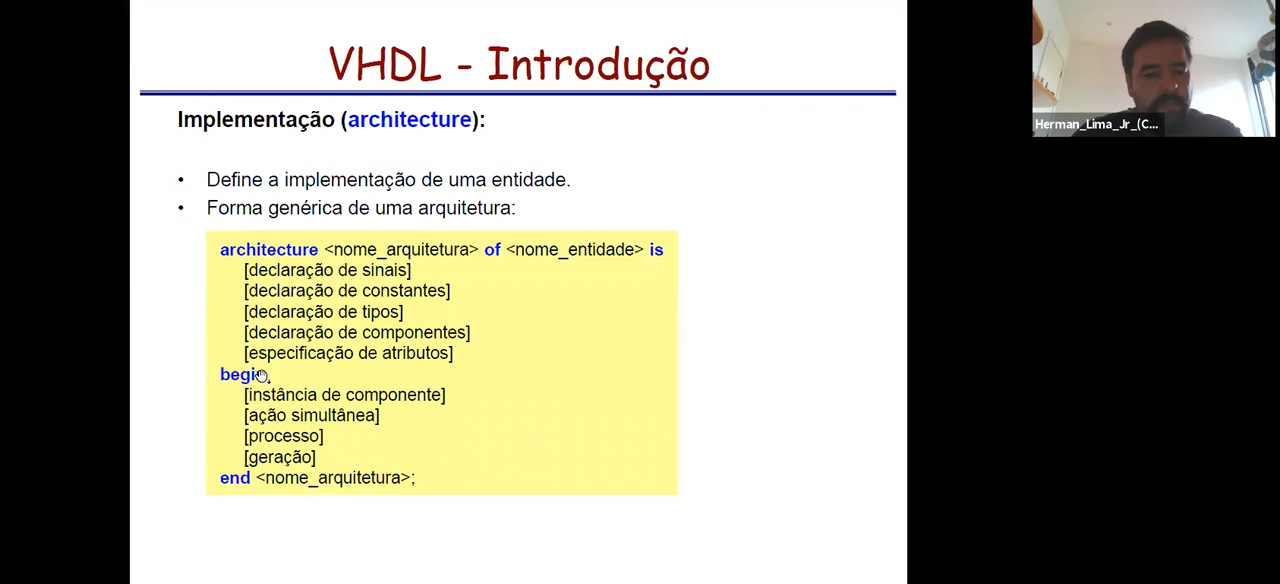 VHDL - Introdução
Implementação (architecture):
• Define a implementação de uma entidade.
• Forma genérica de uma arquitetura:
architecture <nome_arquitetura> of <nome_entidade> is
[declaração de sinais]
[declaração de constantes]
[declaração de tipos]
[declaração de componentes]
[especificação de atributos]
begin
[instância de componente]
[ação simultânea]
[processo]
[geração]
end <nome_arquitetura>;
Herman_Lima_Jr_(C...